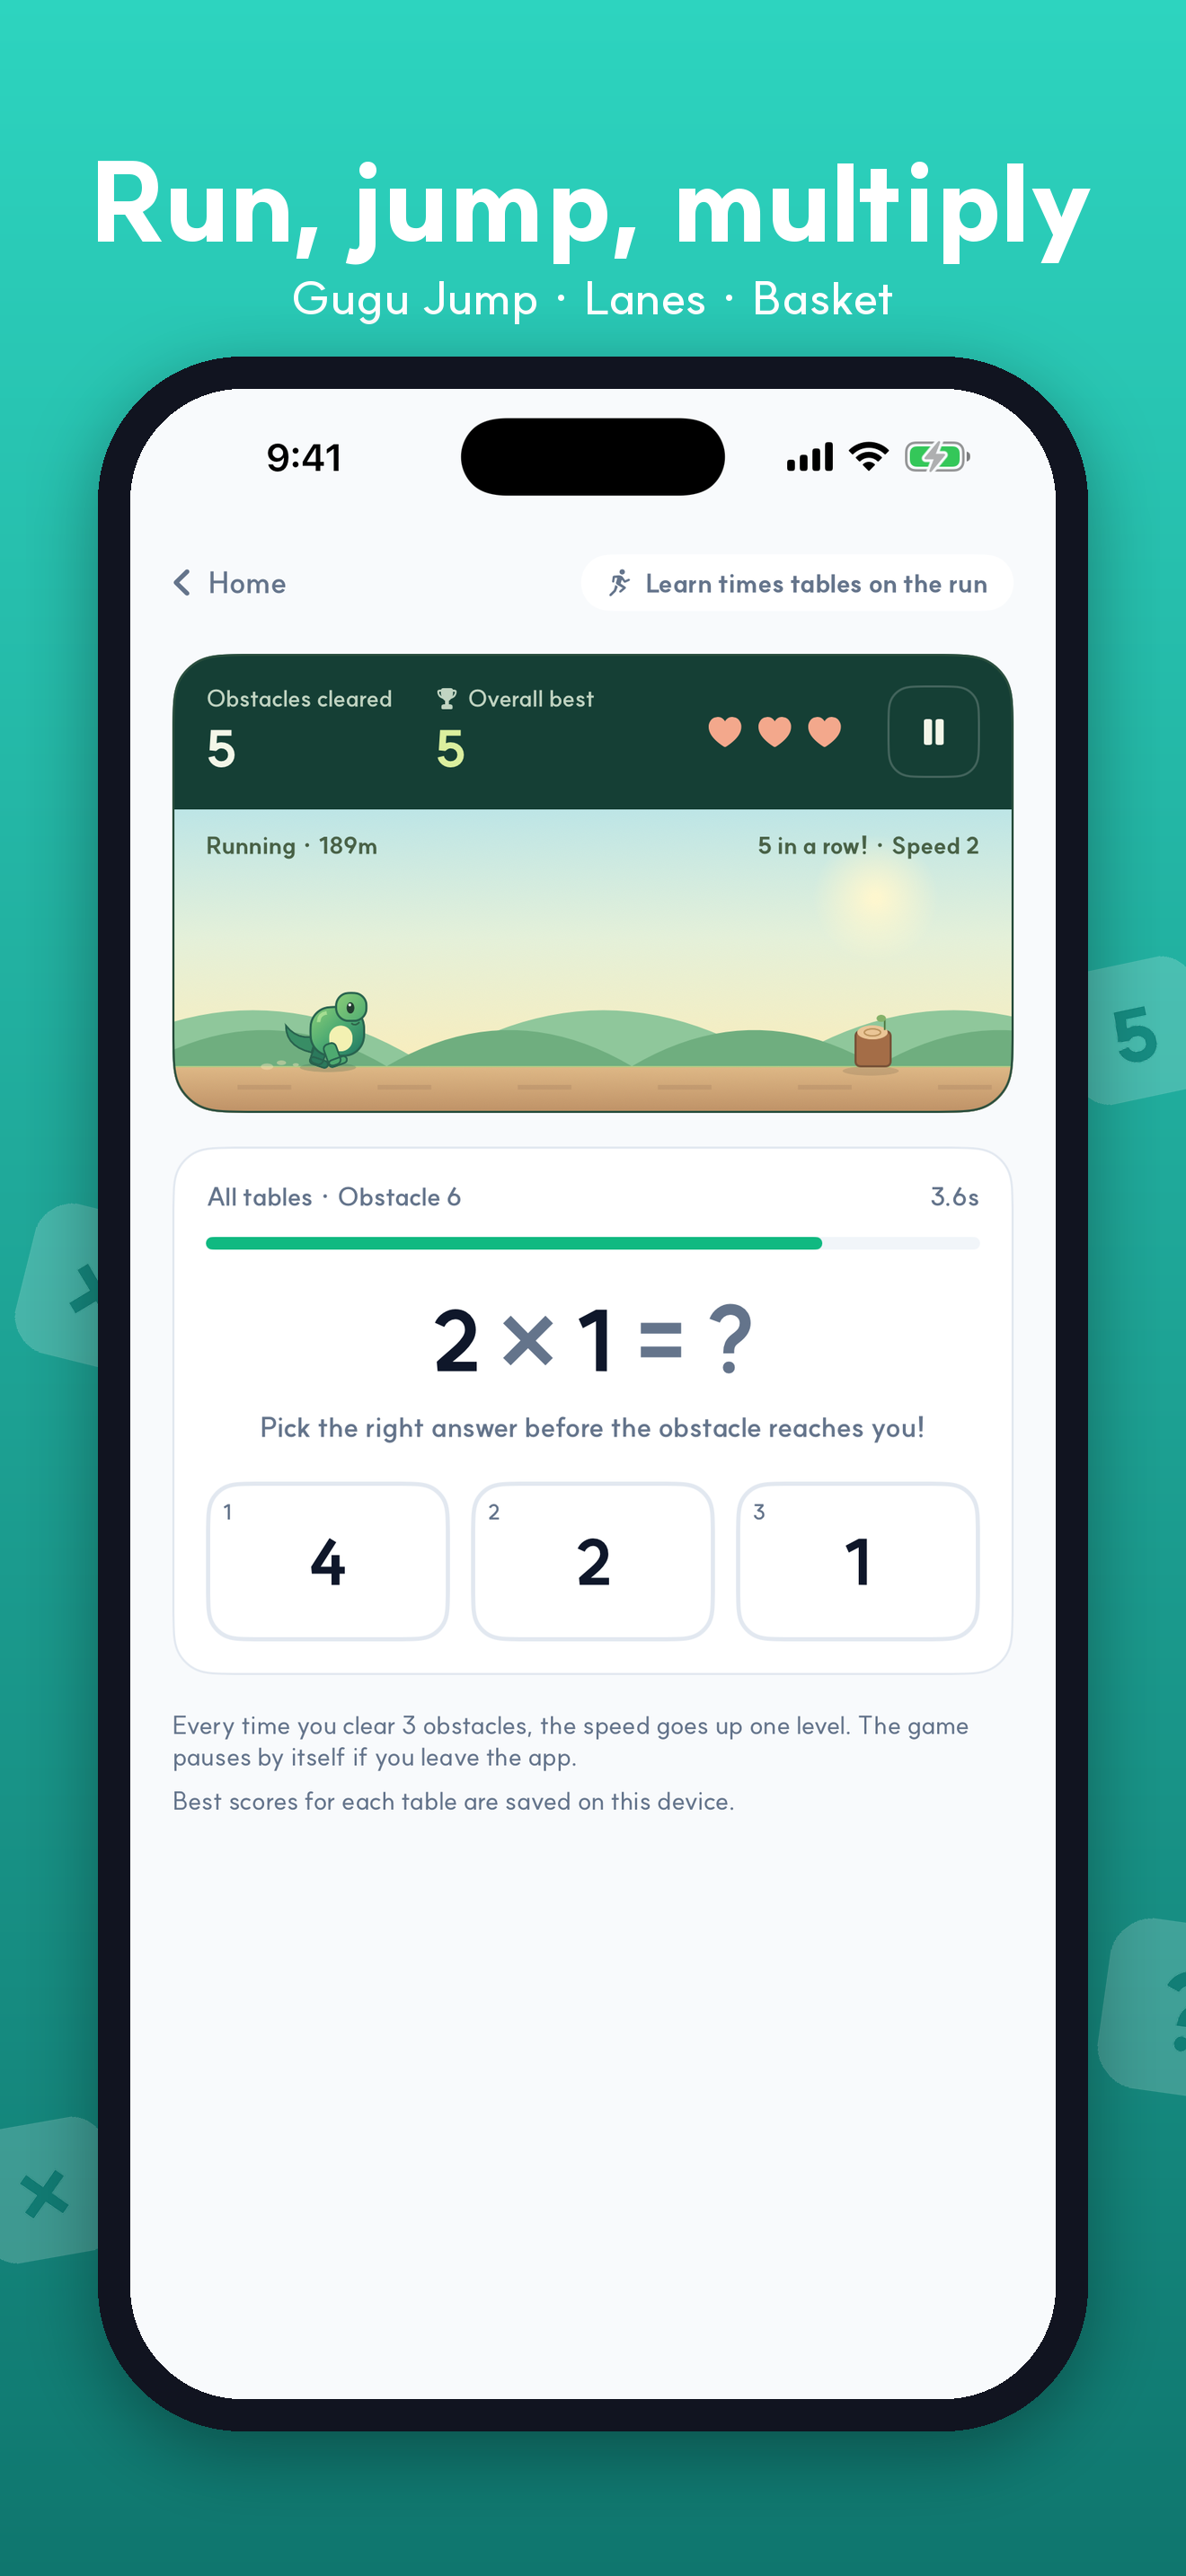 Run, jump, multiply
Gugu Jump · Lanes · Basket
9:41
Home
Learn times tables on the run
Obstacles cleared
5
Overall best
5
Running · 189m
5 in a row! · Speed 2
5
All tables · Obstacle 6
3.6s
×
2 × 1 = ?
Pick the right answer before the obstacle reaches you!
1
4
2
2
3
1
Every time you clear 3 obstacles, the speed goes up one level. The game
pauses by itself if you leave the app.
Best scores for each table are saved on this device.
?
×